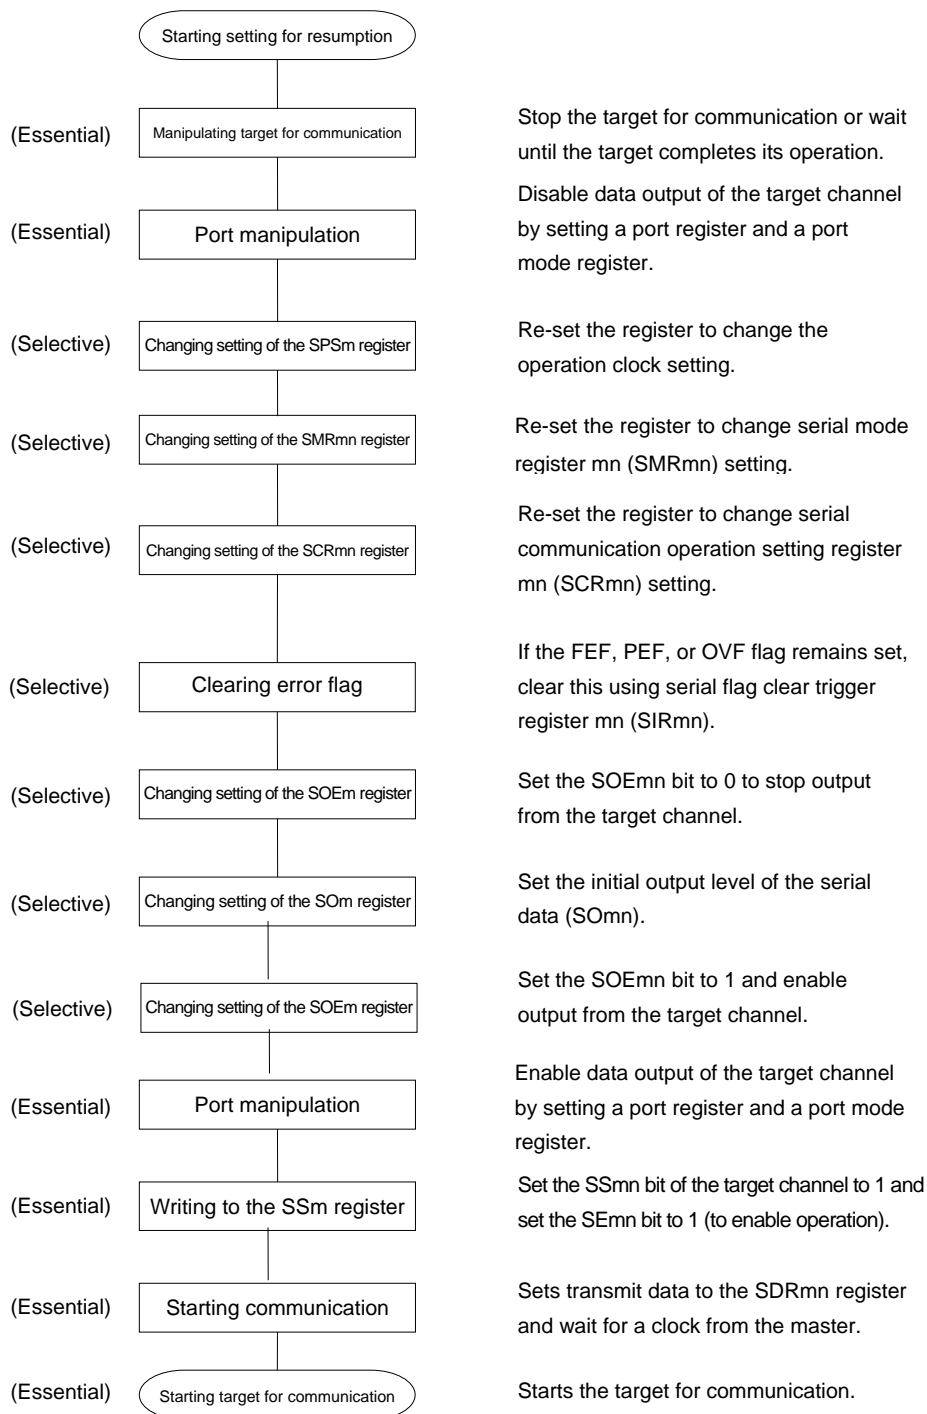 Starting setting for resumption
(Essential)
Manipulating target for communication
Stop the target for communication or wait
until the target completes its operation.
(Essential)
Port manipulation
Disable data output of the target channel
by setting a port register and a port
mode register.
(Selective)
Changing setting of the SPSm register
Re-set the register to change the
operation clock setting.
(Selective)
Changing setting of the SMRmn register
Re-set the register to change serial mode
register mn (SMRmn) setting.
(Selective)
Changing setting of the SCRmn register
Re-set the register to change serial
communication operation setting register
mn (SCRmn) setting.
(Selective)
Clearing error flag
If the FEF, PEF, or OVF flag remains set,
clear this using serial flag clear trigger
register mn (SIRmn).
(Selective)
Changing setting of the SOEm register
Set the SOEmn bit to 0 to stop output
from the target channel.
(Selective)
Changing setting of the SOm register
Set the initial output level of the serial
data (SOmn).
(Selective)
Changing setting of the SOEm register
Set the SOEmn bit to 1 and enable
output from the target channel.
(Essential)
Port manipulation
Enable data output of the target channel
by setting a port register and a port mode
register.
(Essential)
Writing to the SSm register
Set the SSmn bit of the target channel to 1 and
set the SEmn bit to 1 (to enable operation).
(Essential)
Starting communication
Sets transmit data to the SDRmn register
and wait for a clock from the master.
(Essential)
Starting target for communication
Starts the target for communication.